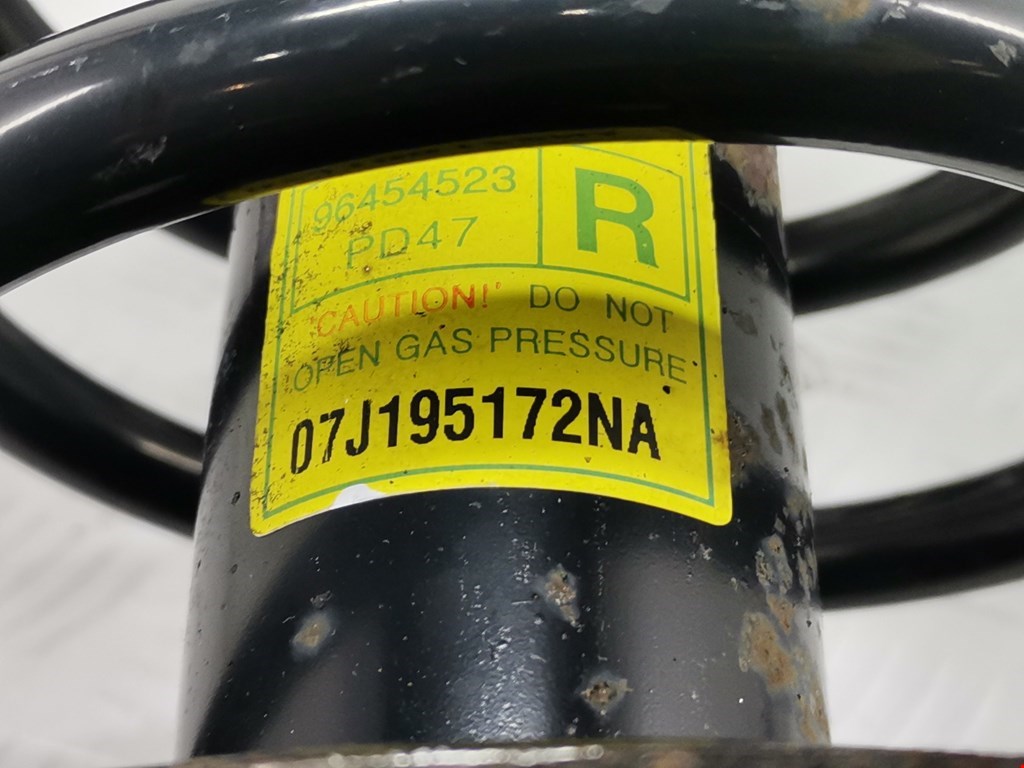 96454523
PD47
R
'CAUTION!' DO NOT
OPEN GAS PRESSURE
07J195172NA